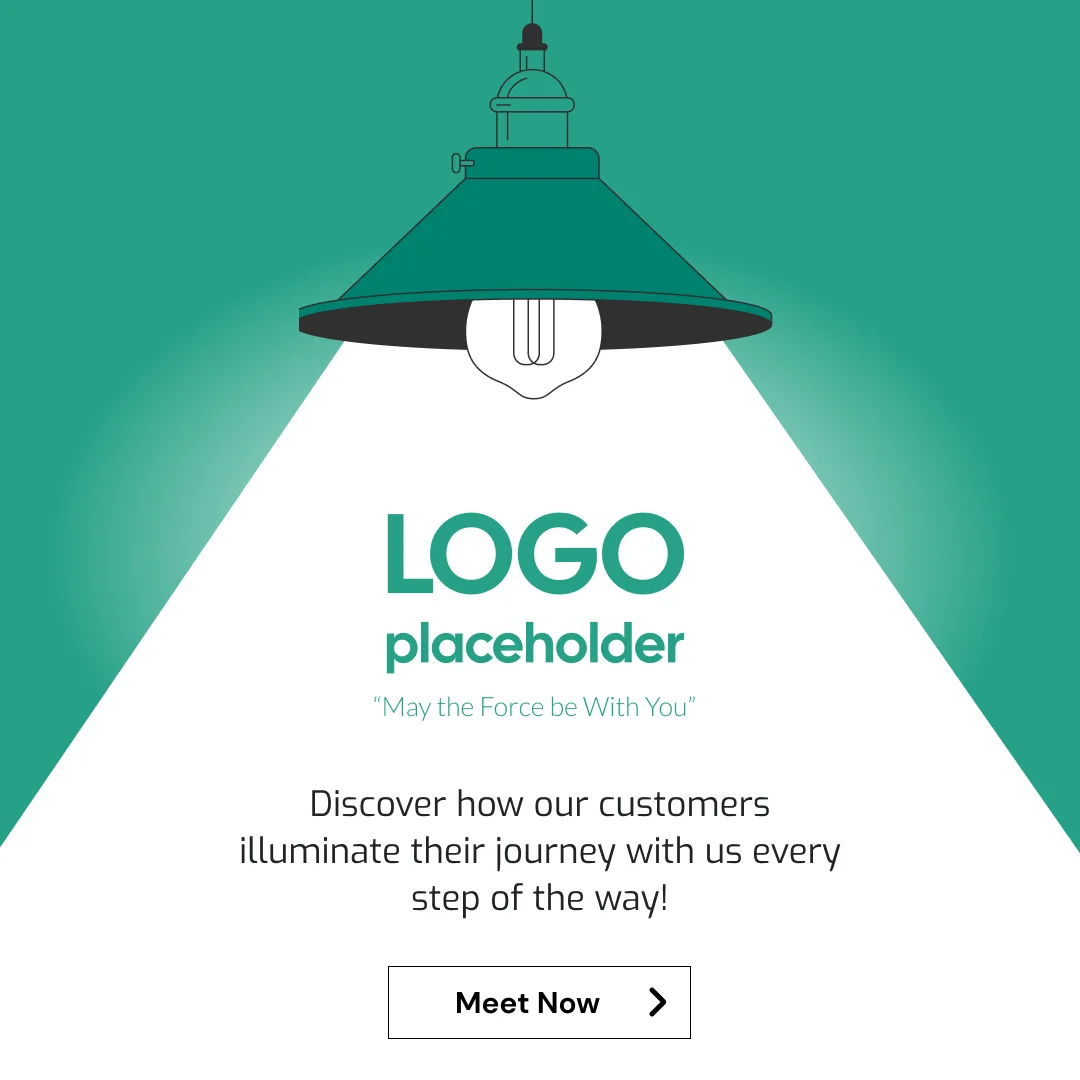 LOGO
placeholder
“May the Force be With You”
Discover how our customers
illuminate their journey with us every
step of the way!
Meet Now